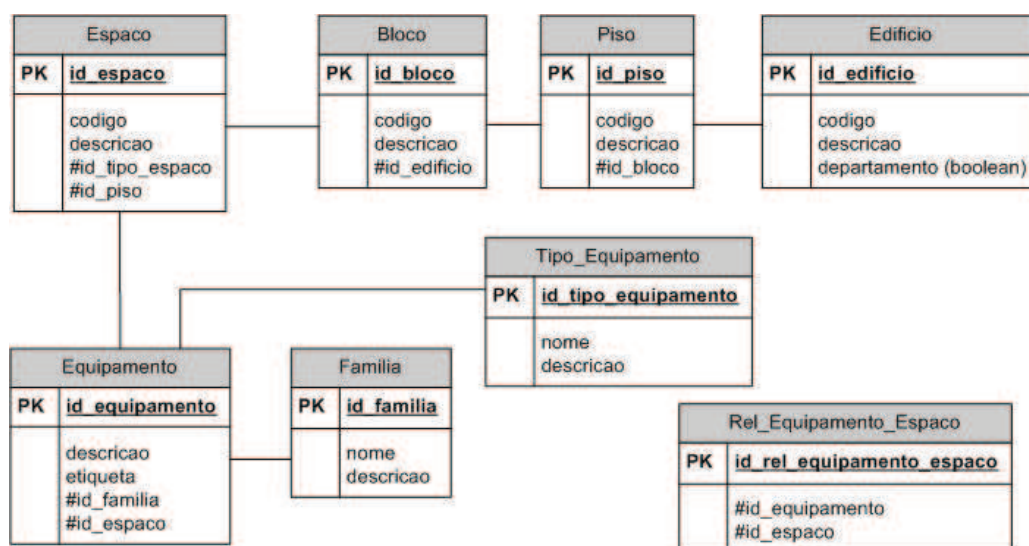 Espaco
PK id_espaco
codigo
descricao
#id_tipo_espaco
#id_piso
Bloco
PK id_bloco
codigo
descricao
#id_edificio
Piso
PK id_piso
codigo
descricao
#id_bloco
Edificio
PK id_edificio
codigo
descricao
departamento (boolean)
Tipo_Equipamento
PK id_tipo_equipamento
nome
descricao
Equipamento
PK id_equipamento
descricao
etiqueta
#id_familia
#id_espaco
Familia
PK id_familia
nome
descricao
Rel_Equipamento_Espaco
PK id_rel_equipamento_espaco
#id_equipamento
#id_espaco